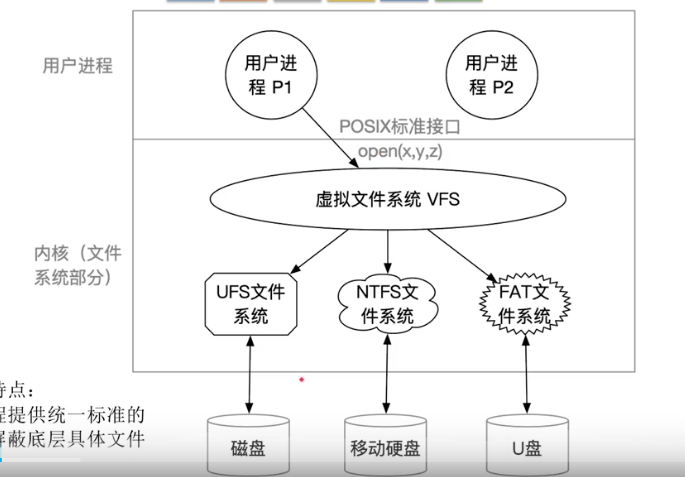 用户进程
用户进
程 P1
用户进
程 P2
POSIX标准接口
open(x,y,z)
虚拟文件系统 VFS
内核（文件
系统部分）
UFS文件
系统
NTFS文
件系统
FAT文
件系统
特点：
程提供统一标准的
屏蔽底层具体文件
磁盘
移动硬盘
U盘